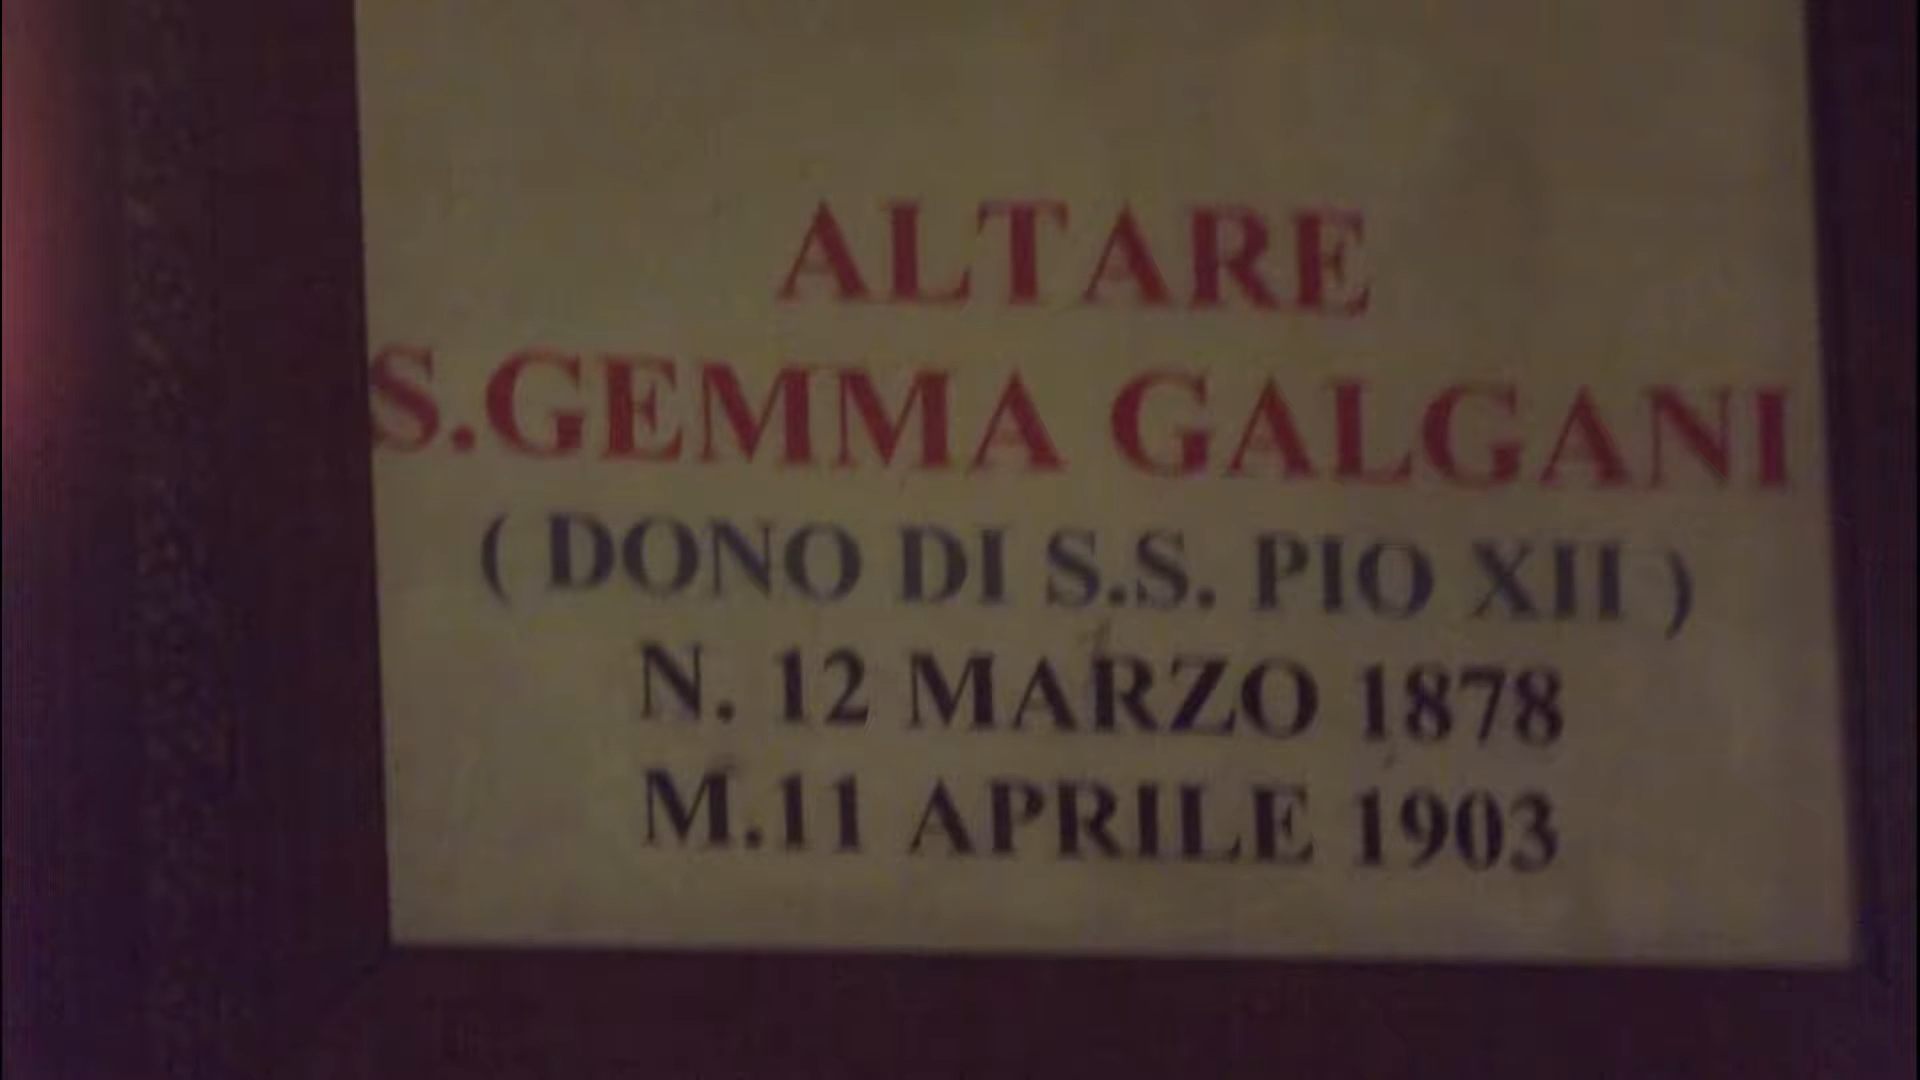 ALTARE
S.GEMMA GALGANI
( DONO DI S.S. PIO XII )
N. 12 MARZO 1878
M.11 APRILE 1903